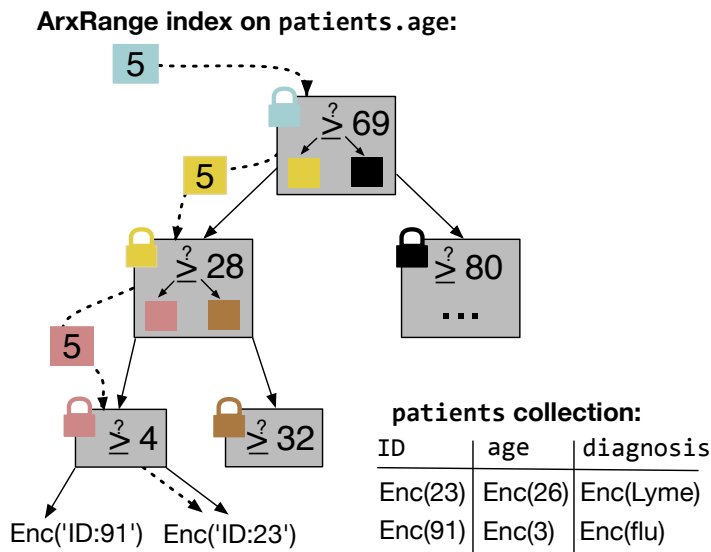 ArxRange index on patients.age:
5
≥? 69
5
≥? 28
≥? 80
...
5
≥? 4
≥? 32
Enc('ID:91') Enc('ID:23')
patients collection:
ID age diagnosis
Enc(23) Enc(26) Enc(Lyme)
Enc(91) Enc(3) Enc(flu)